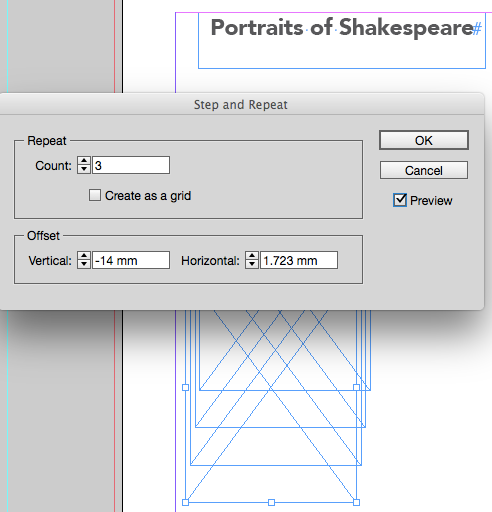 Portraits of Shakespeare#
Step and Repeat
Repeat
Count: 3
Create as a grid
OK
Cancel
Preview
Offset
Vertical: -14 mm Horizontal: 1.723 mm